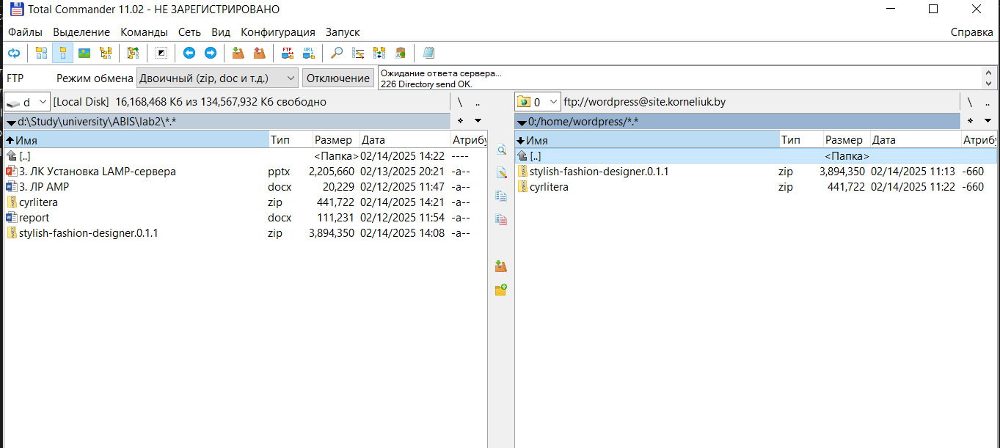 Total Commander 11.02 - НЕ ЗАРЕГИСТРИРОВАНО
Файлы Выделение Команды Сеть Вид Конфигурация Запуск Справка
FTP URL
FTP Режим обмена Двоичный (zip, doc и т.д.) Отключение
Ожидание ответа сервера...
226 Directory send OK.
d [Local Disk] 16,168,468 Кб из 134,567,932 Кб свободно \ ..
0 ftp://wordpress@site.korneliuk.by \ ..
d:\Study\university\ABIS\lab2\*.* *
0:/home/wordpress/*.* *
Имя Тип Размер Дата Атрибу
[..] <Папка> 02/14/2025 14:22 ----
3. ЛК Установка LAMP-сервера pptx 2,205,660 02/13/2025 20:21 -a--
3. ЛР AMP docx 20,229 02/12/2025 11:47 -a--
cyrlitera zip 441,722 02/14/2025 14:21 -a--
report docx 111,231 02/12/2025 11:54 -a--
stylish-fashion-designer.0.1.1 zip 3,894,350 02/14/2025 14:08 -a--
Имя Тип Размер Дата Атрибу
[..] <Папка>
stylish-fashion-designer.0.1.1 zip 3,894,350 02/14/2025 11:13 -660
cyrlitera zip 441,722 02/14/2025 11:22 -660